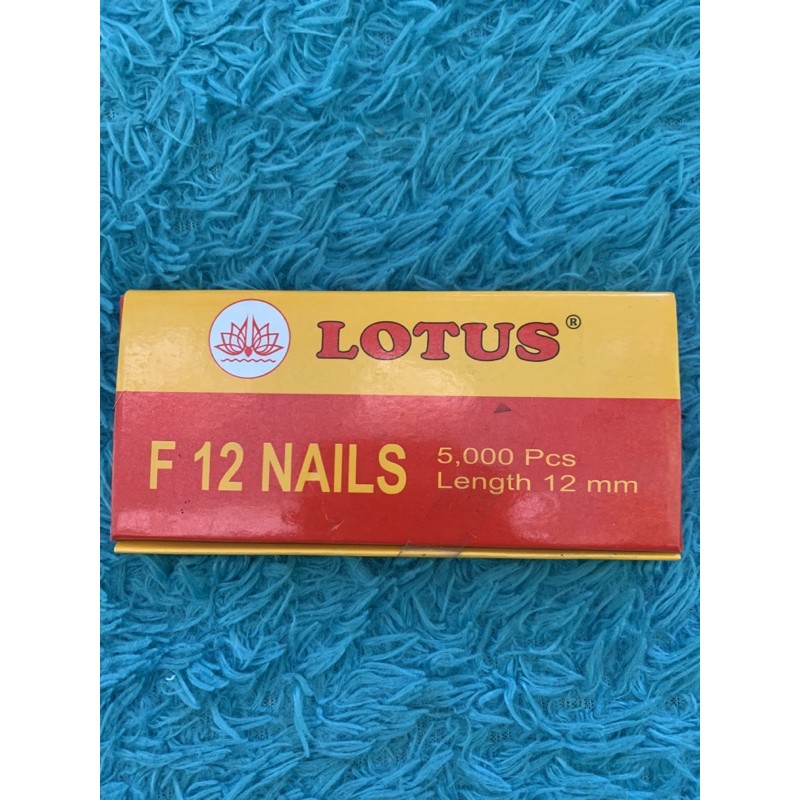 LOTUS®
F 12 NAILS
5,000 Pcs
Length 12 mm